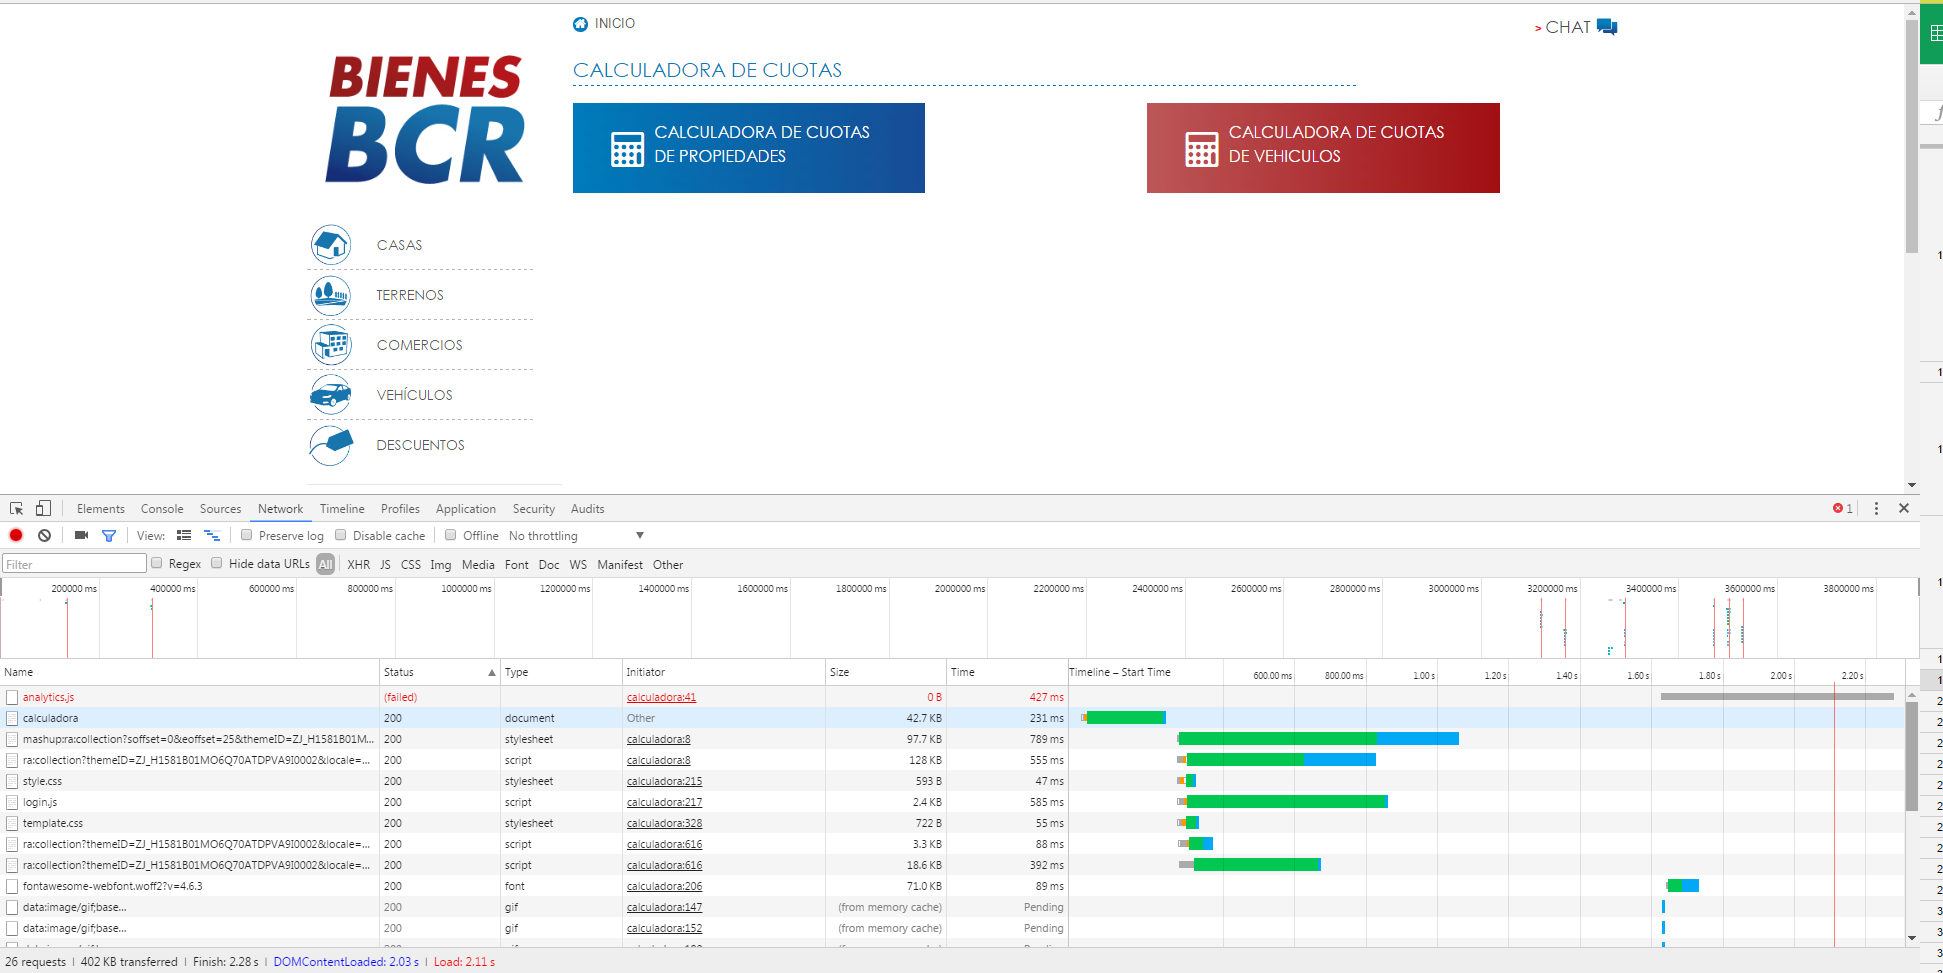 INICIO
> CHAT
BIENES
BCR
CALCULADORA DE CUOTAS
CALCULADORA DE CUOTAS
DE PROPIEDADES
CALCULADORA DE CUOTAS
DE VEHICULOS
CASAS
TERRENOS
COMERCIOS
VEHÍCULOS
DESCUENTOS
Elements Console Sources Network Timeline Profiles Application Security Audits 1
View: Preserve log Disable cache Offline No throttling
Filter Regex Hide data URLs All XHR JS CSS Img Media Font Doc WS Manifest Other
200000 ms 400000 ms 600000 ms 800000 ms 1000000 ms 1200000 ms 1400000 ms 1600000 ms 1800000 ms 2000000 ms 2200000 ms 2400000 ms 2600000 ms 2800000 ms 3000000 ms 3200000 ms 3400000 ms 3600000 ms 3800000 ms
Name Status Type Initiator Size Time Timeline – Start Time 600.00 ms 800.00 ms 1.00 s 1.20 s 1.40 s 1.60 s 1.80 s 2.00 s 2.20 s
analytics.js (failed) calculadora:41 0 B 427 ms
calculadora 200 document Other 42.7 KB 231 ms
mashup:ra:collection?soffset=0&eoffset=25&themeID=ZJ_H1581B01M... 200 stylesheet calculadora:8 97.7 KB 789 ms
ra:collection?themeID=ZJ_H1581B01MO6Q70ATDPVA9I0002&locale=... 200 script calculadora:8 128 KB 555 ms
style.css 200 stylesheet calculadora:215 593 B 47 ms
login.js 200 script calculadora:217 2.4 KB 585 ms
template.css 200 stylesheet calculadora:328 722 B 55 ms
ra:collection?themeID=ZJ_H1581B01MO6Q70ATDPVA9I0002&locale=... 200 script calculadora:616 3.3 KB 88 ms
ra:collection?themeID=ZJ_H1581B01MO6Q70ATDPVA9I0002&locale=... 200 script calculadora:616 18.6 KB 392 ms
fontawesome-webfont.woff2?v=4.6.3 200 font calculadora:206 71.0 KB 89 ms
data:image/gif;base... 200 gif calculadora:147 (from memory cache) Pending
data:image/gif;base... 200 gif calculadora:152 (from memory cache) Pending
26 requests | 402 KB transferred | Finish: 2.28 s | DOMContentLoaded: 2.03 s | Load: 2.11 s